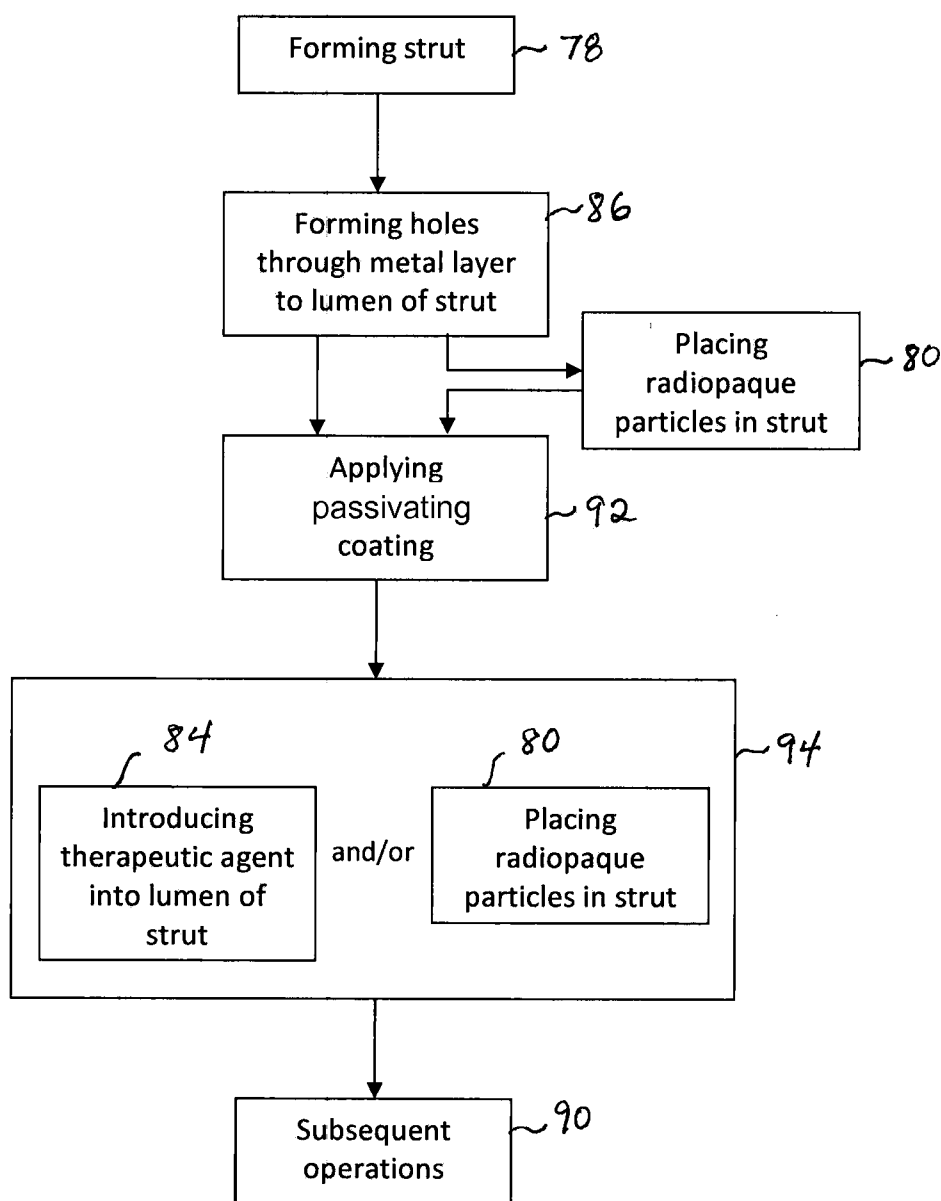 Forming strut
78
Forming holes
through metal layer
to lumen of strut
86
Placing
radiopaque
particles in strut
80
Applying
passivating
coating
92
84
Introducing
therapeutic agent
into lumen of
strut
and/or
80
Placing
radiopaque
particles in strut
94
Subsequent
operations
90